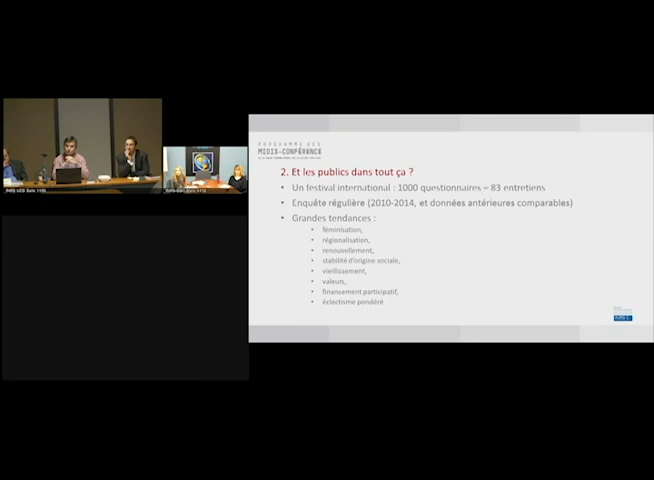 PROGRAMME DES
MIDIS-CONFÉRENCE
2. Et les publics dans tout ça ?
• Un festival international : 1000 questionnaires – 83 entretiens
• Enquête régulière (2010-2014, et données antérieures comparables)
• Grandes tendances :
• féminisation,
• régionalisation,
• renouvellement,
• stabilité d'origine sociale,
• vieillissement,
• valeurs,
• financement participatif,
• éclectisme pondéré